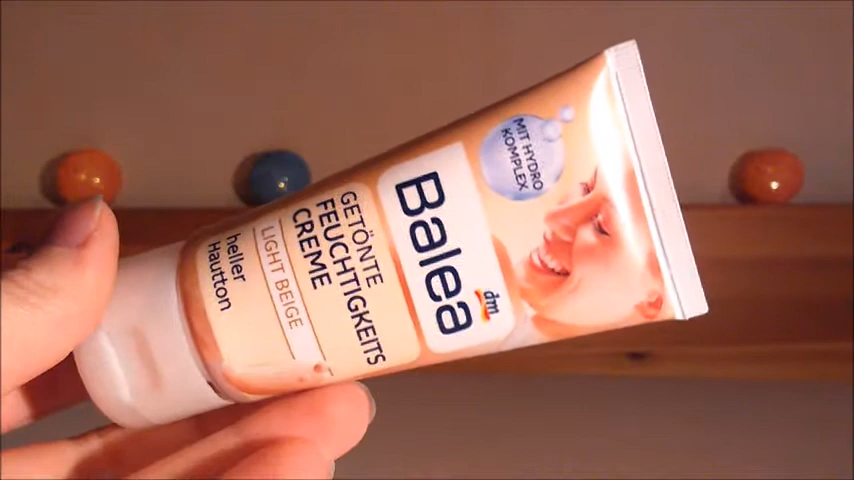 MIT HYDRO
KOMPLEX
Balea
dm
GETÖNTE
FEUCHTIGKEITS
CREME
LIGHT BEIGE
heller
Hautton